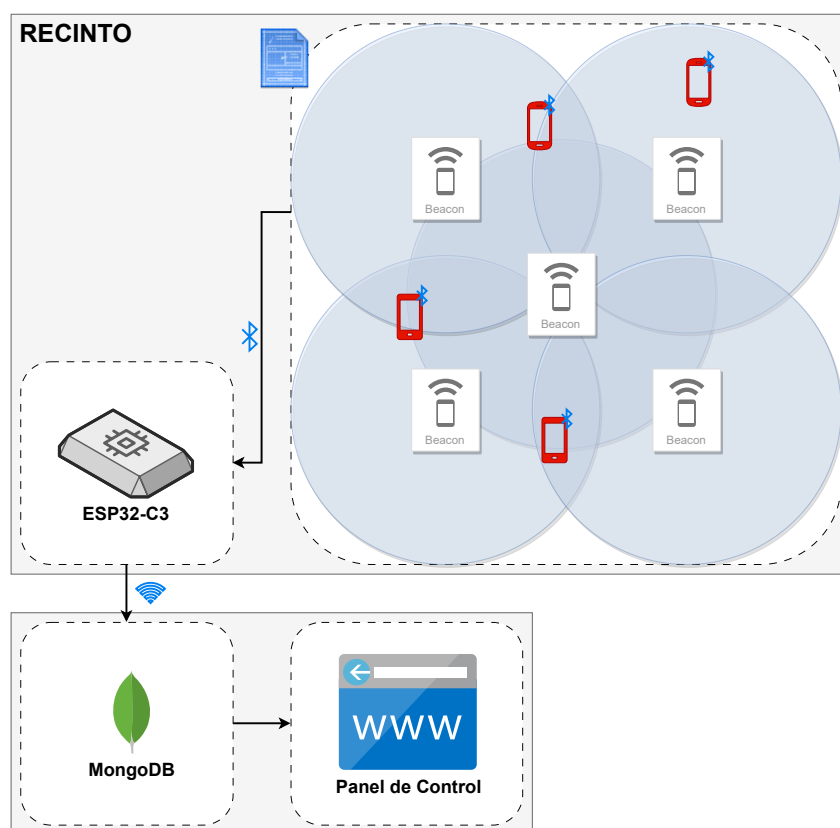 RECINTO
Beacon
Beacon
Beacon
Beacon
Beacon
ESP32-C3
WWW
MongoDB
Panel de Control